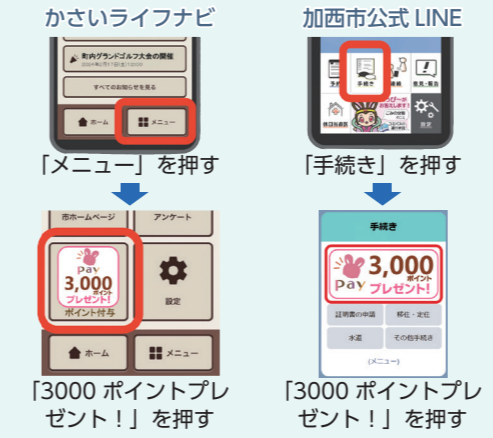 かさいライフナビ
町内グランドゴルフ大会の開催
すべてのお知らせを見る
ホーム
メニュー
「メニュー」を押す
市ホームページ
アンケート
pay
3,000
ポイント
プレゼント!
ポイント付与
設定
ホーム
メニュー
「3000 ポイントプレ
ゼント!」を押す
加西市公式 LINE
手続き
設定
「手続き」を押す
手続き
pay
3,000
ポイント
プレゼント!
証明書の申請
移住・定住
水道
その他手続き
(メニュー)
「3000 ポイントプレ
ゼント!」を押す